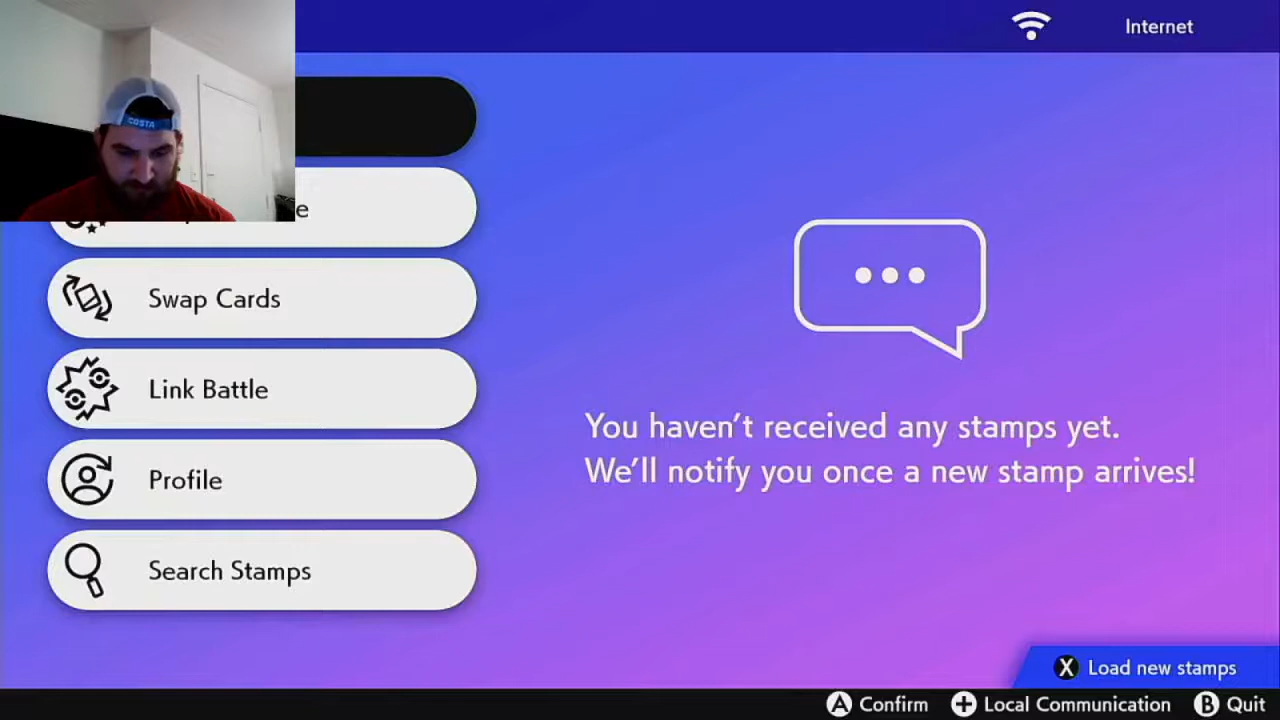 Internet
COSTA
e
Swap Cards
Link Battle
Profile
Search Stamps
You haven't received any stamps yet.
We'll notify you once a new stamp arrives!
X Load new stamps
A Confirm + Local Communication B Quit